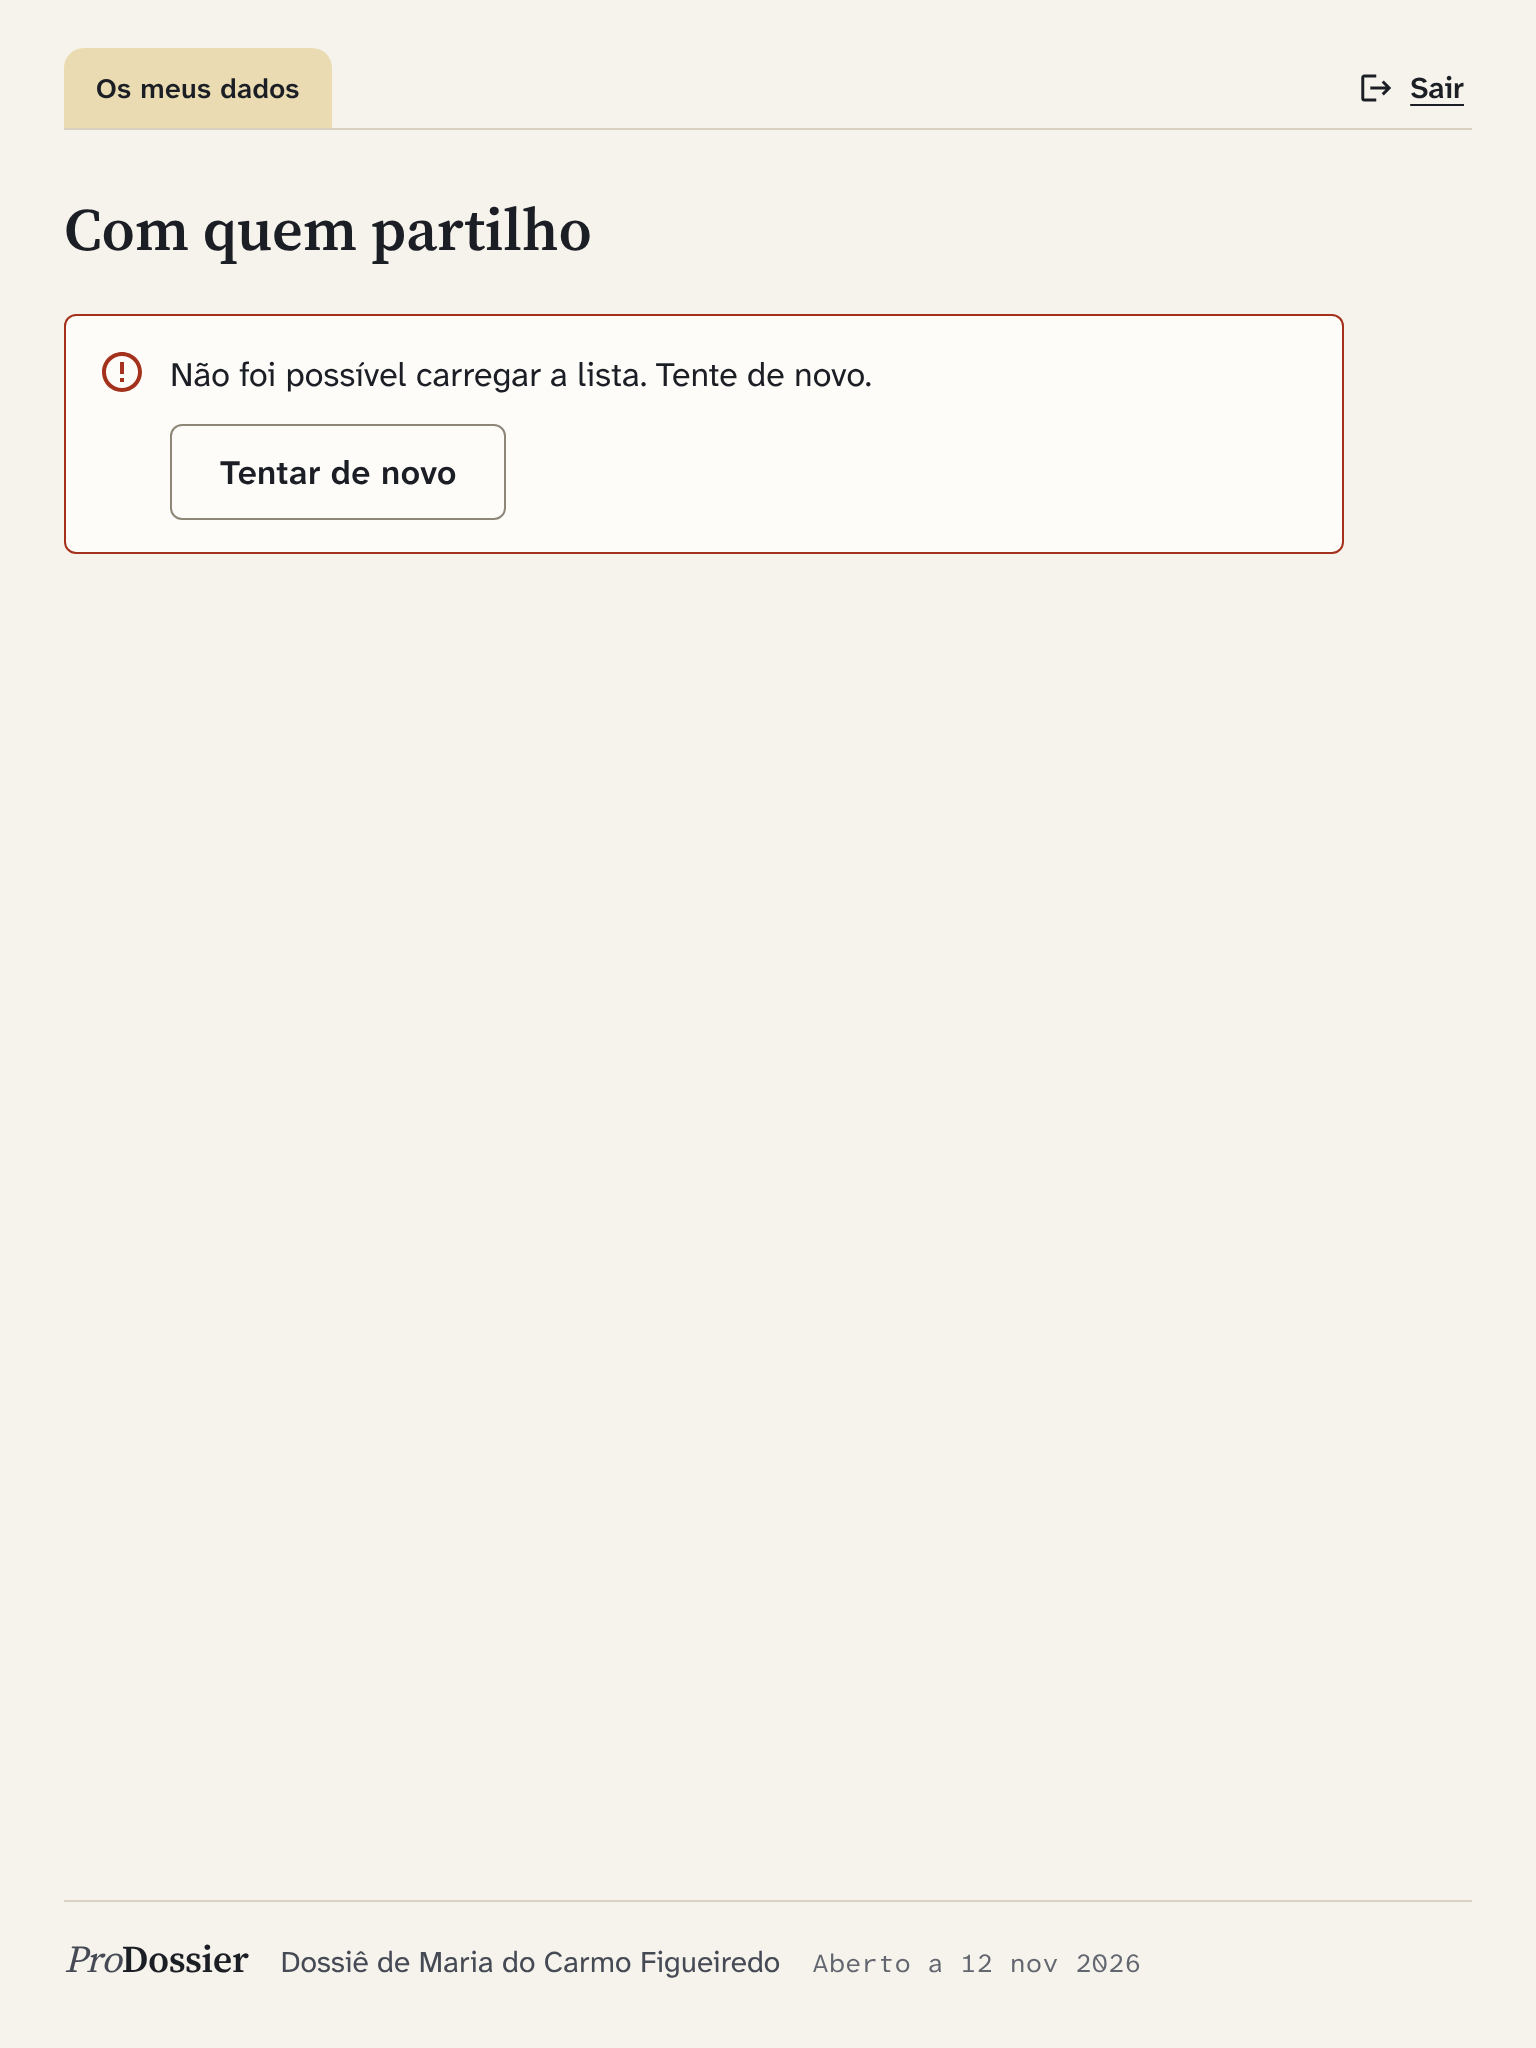 Os meus dados
Sair
Com quem partilho
Não foi possível carregar a lista. Tente de novo.
Tentar de novo
ProDossier Dossiê de Maria do Carmo Figueiredo Aberto a 12 nov 2026